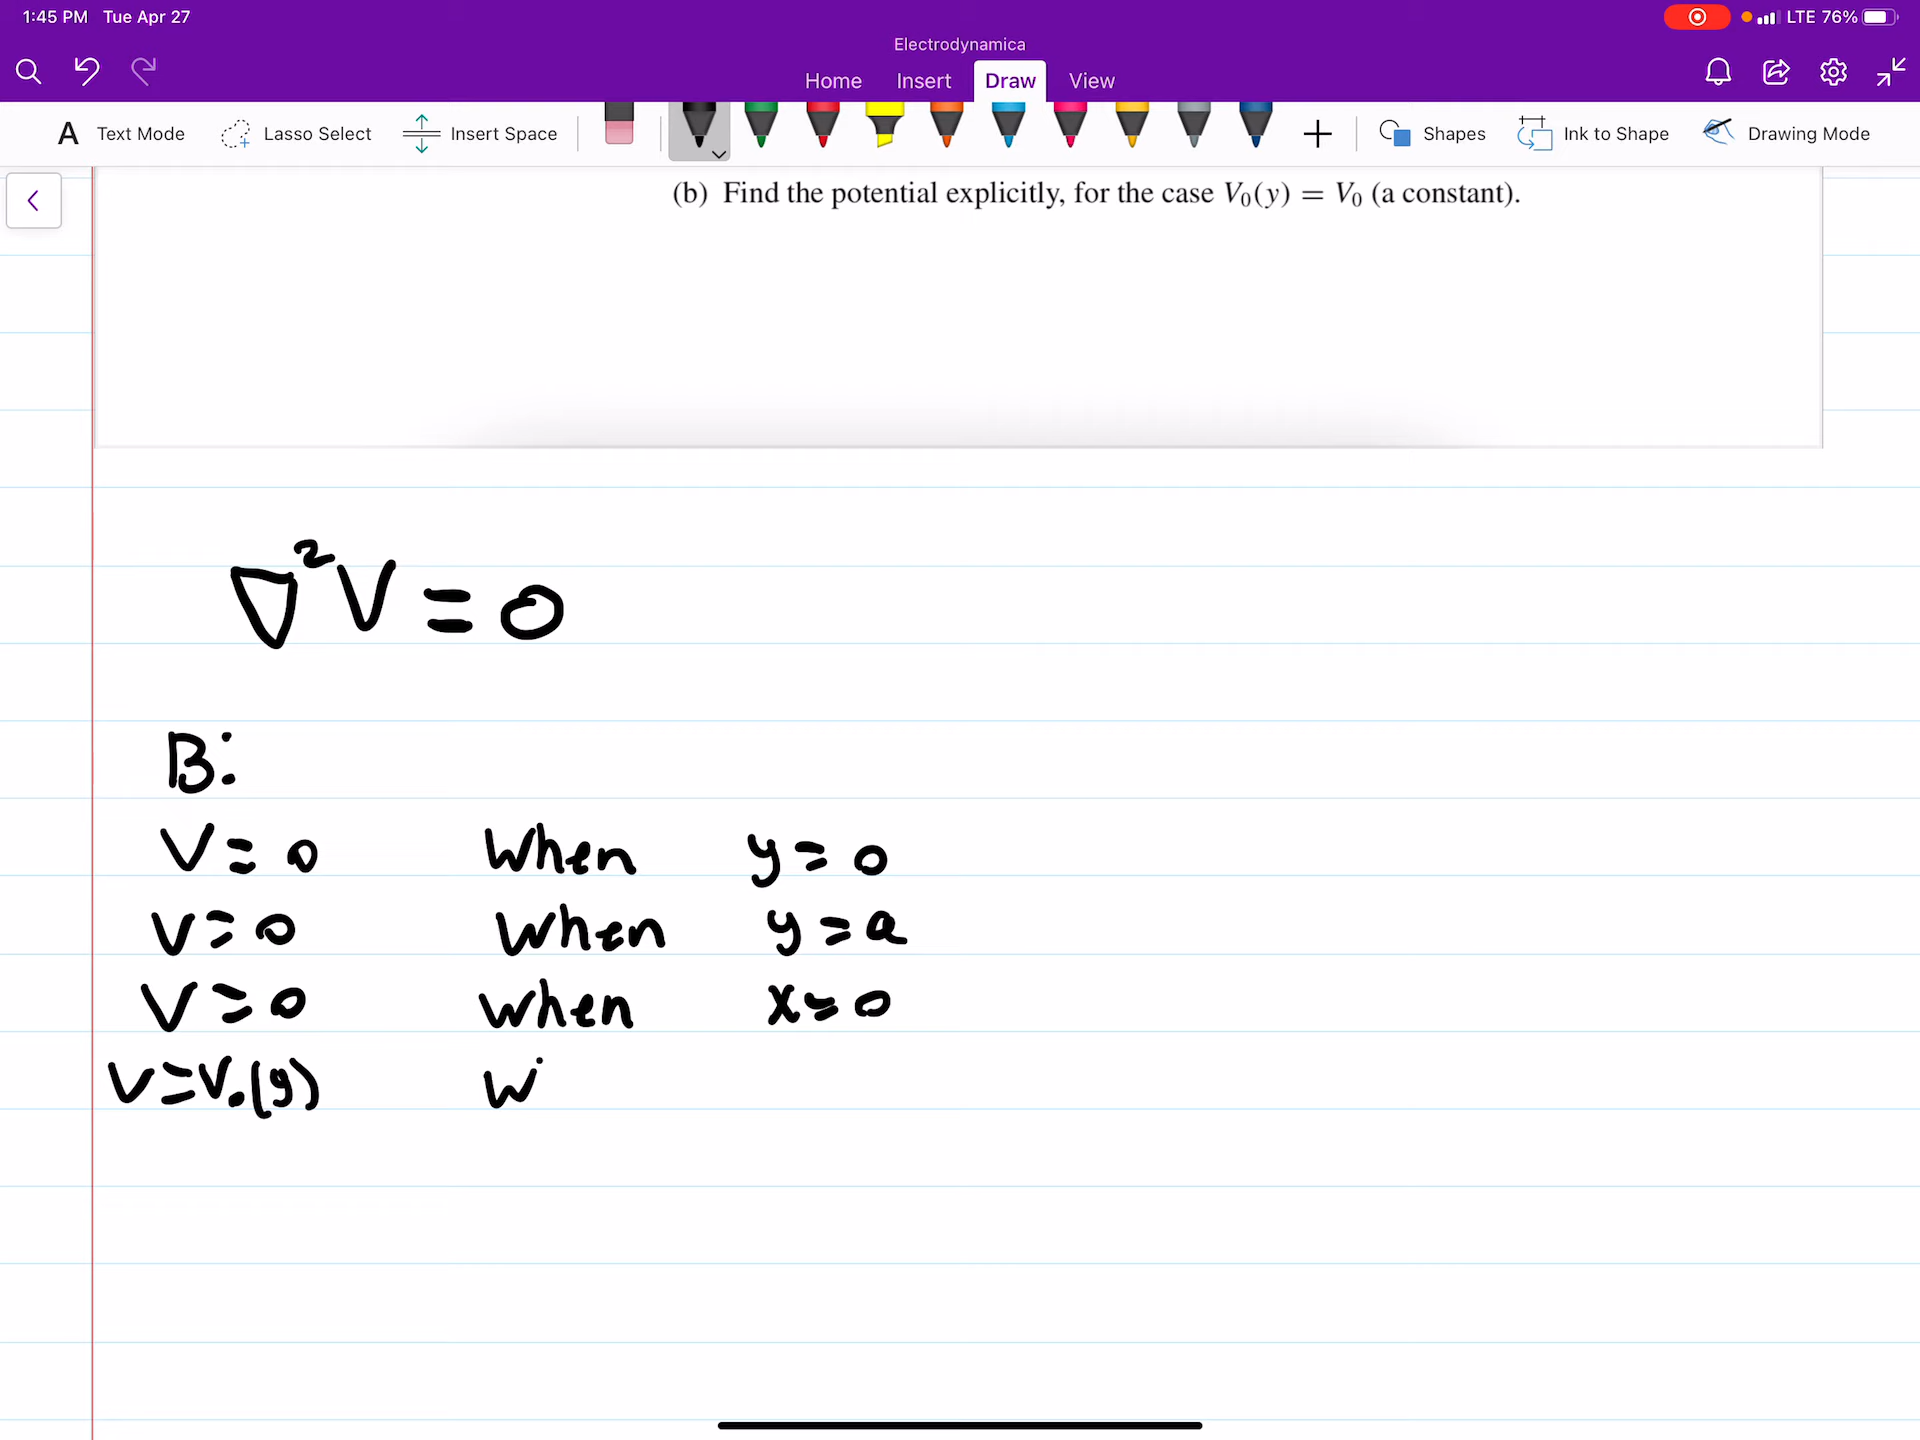 1:45 PM Tue Apr 27 LTE 76%
Electrodynamica
Home Insert Draw View
A Text Mode Lasso Select Insert Space Shapes Ink to Shape Drawing Mode
(b) Find the potential explicitly, for the case V₀(y) = V₀ (a constant).
∇²V = 0
B:
V = 0 when y = 0
V = 0 when y = a
V = 0 when x = 0
V = V₀(y) w